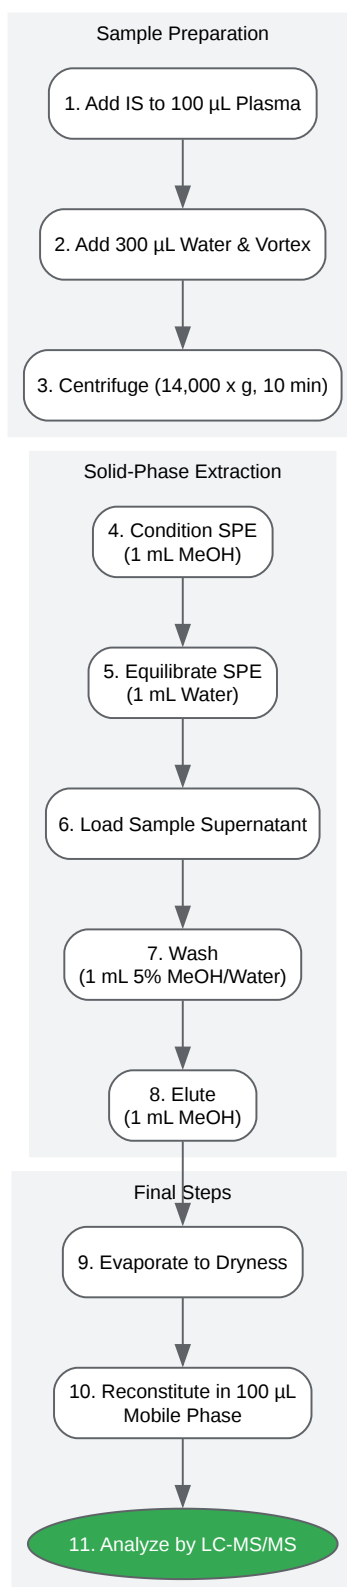 Sample Preparation
1. Add IS to 100 µL Plasma
2. Add 300 µL Water & Vortex
3. Centrifuge (14,000 x g, 10 min)
Solid-Phase Extraction
4. Condition SPE
(1 mL MeOH)
5. Equilibrate SPE
(1 mL Water)
6. Load Sample Supernatant
7. Wash
(1 mL 5% MeOH/Water)
8. Elute
(1 mL MeOH)
Final Steps
9. Evaporate to Dryness
10. Reconstitute in 100 µL
Mobile Phase
11. Analyze by LC-MS/MS